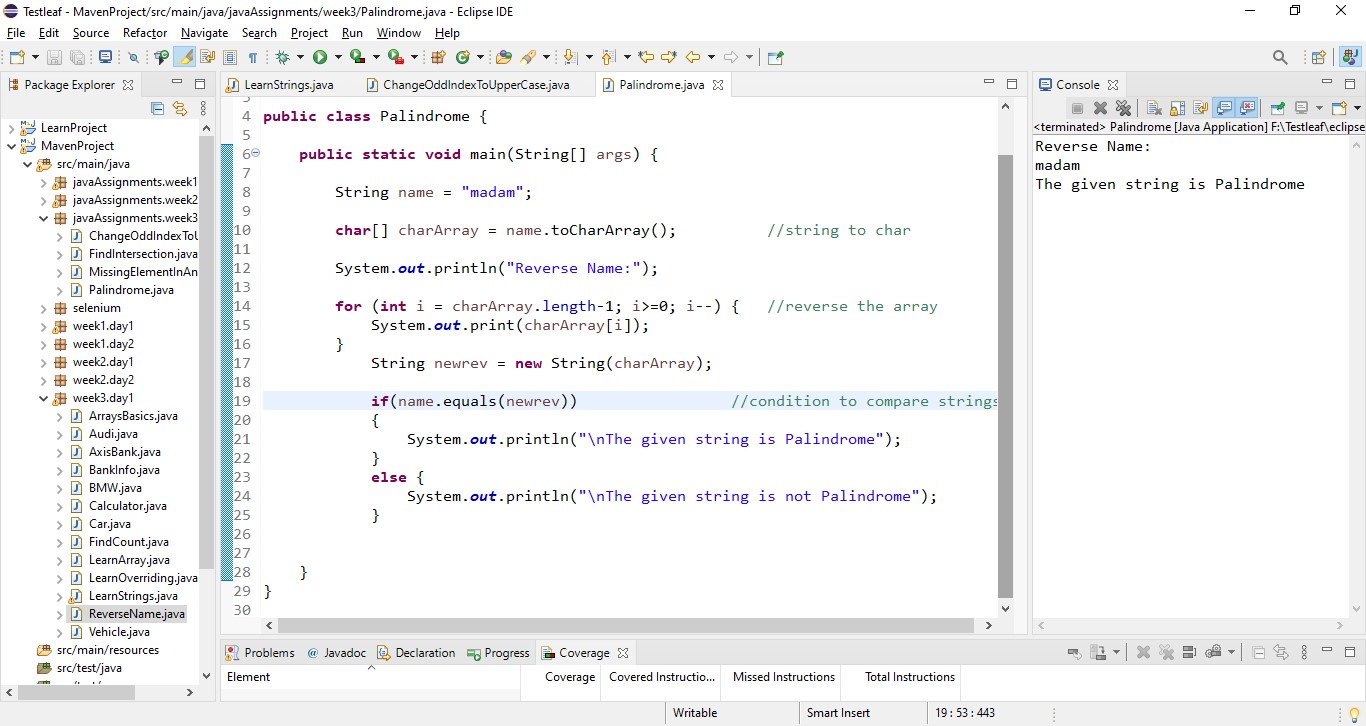 Testleaf - MavenProject/src/main/java/javaAssignments/week3/Palindrome.java - Eclipse IDE
File Edit Source Refactor Navigate Search Project Run Window Help
Package Explorer
LearnProject
MavenProject
src/main/java
javaAssignments.week1
javaAssignments.week2
javaAssignments.week3
ChangeOddIndexToU
FindIntersection.java
MissingElementInAn
Palindrome.java
selenium
week1.day1
week1.day2
week2.day1
week2.day2
week3.day1
ArraysBasics.java
Audi.java
AxisBank.java
BankInfo.java
BMW.java
Calculator.java
Car.java
FindCount.java
LearnArray.java
LearnOverriding.java
LearnStrings.java
ReverseName.java
Vehicle.java
src/main/resources
src/test/java
LearnStrings.java ChangeOddIndexToUpperCase.java Palindrome.java
4 public class Palindrome {
5
6 public static void main(String[] args) {
7
8 String name = "madam";
9
10 char[] charArray = name.toCharArray(); //string to char
11
12 System.out.println("Reverse Name:");
13
14 for (int i = charArray.length-1; i>=0; i--) { //reverse the array
15 System.out.print(charArray[i]);
16 }
17 String newrev = new String(charArray);
18
19 if(name.equals(newrev)) //condition to compare strings
20 {
21 System.out.println("\nThe given string is Palindrome");
22 }
23 else {
24 System.out.println("\nThe given string is not Palindrome");
25 }
26
27
28 }
29 }
30
Console
<terminated> Palindrome [Java Application] F:\Testleaf\eclipse
Reverse Name:
madam
The given string is Palindrome
Problems Javadoc Declaration Progress Coverage
Element Coverage Covered Instructio... Missed Instructions Total Instructions
Writable Smart Insert 19 : 53 : 443